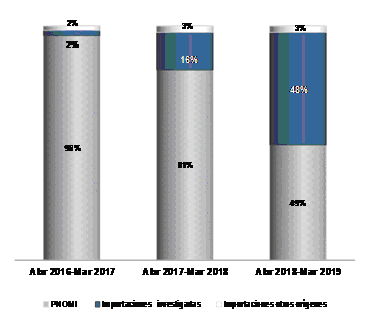 2% 3% 3%
2%
16%
48%
96%
81%
49%
Abr 2016-Mar 2017 Abr 2017-Mar 2018 Abr 2018-Mar 2019
PNOMI Importaciones investigadas Importaciones otros orígenes